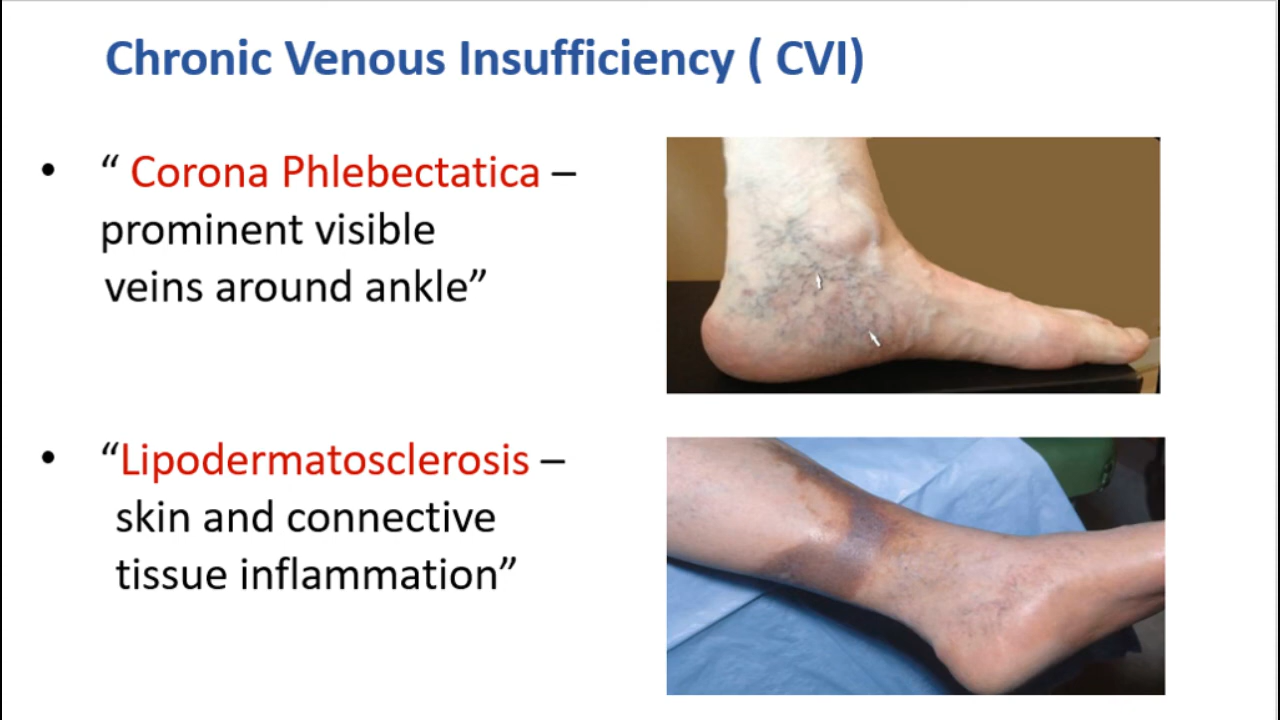 Chronic Venous Insufficiency ( CVI)
• “ Corona Phlebectatica –
prominent visible
veins around ankle”
• “Lipodermatosclerosis –
skin and connective
tissue inflammation”